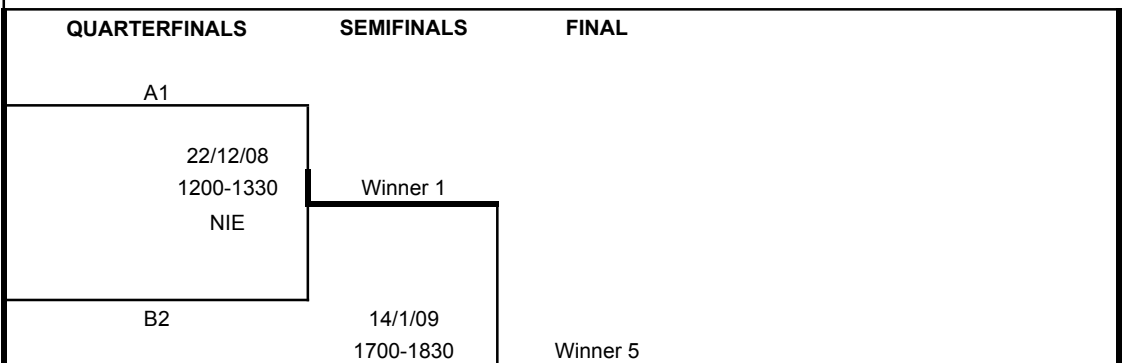 QUARTERFINALS SEMIFINALS FINAL
A1
22/12/08
1200-1330 Winner 1
NIE
B2 14/1/09
1700-1830 Winner 5